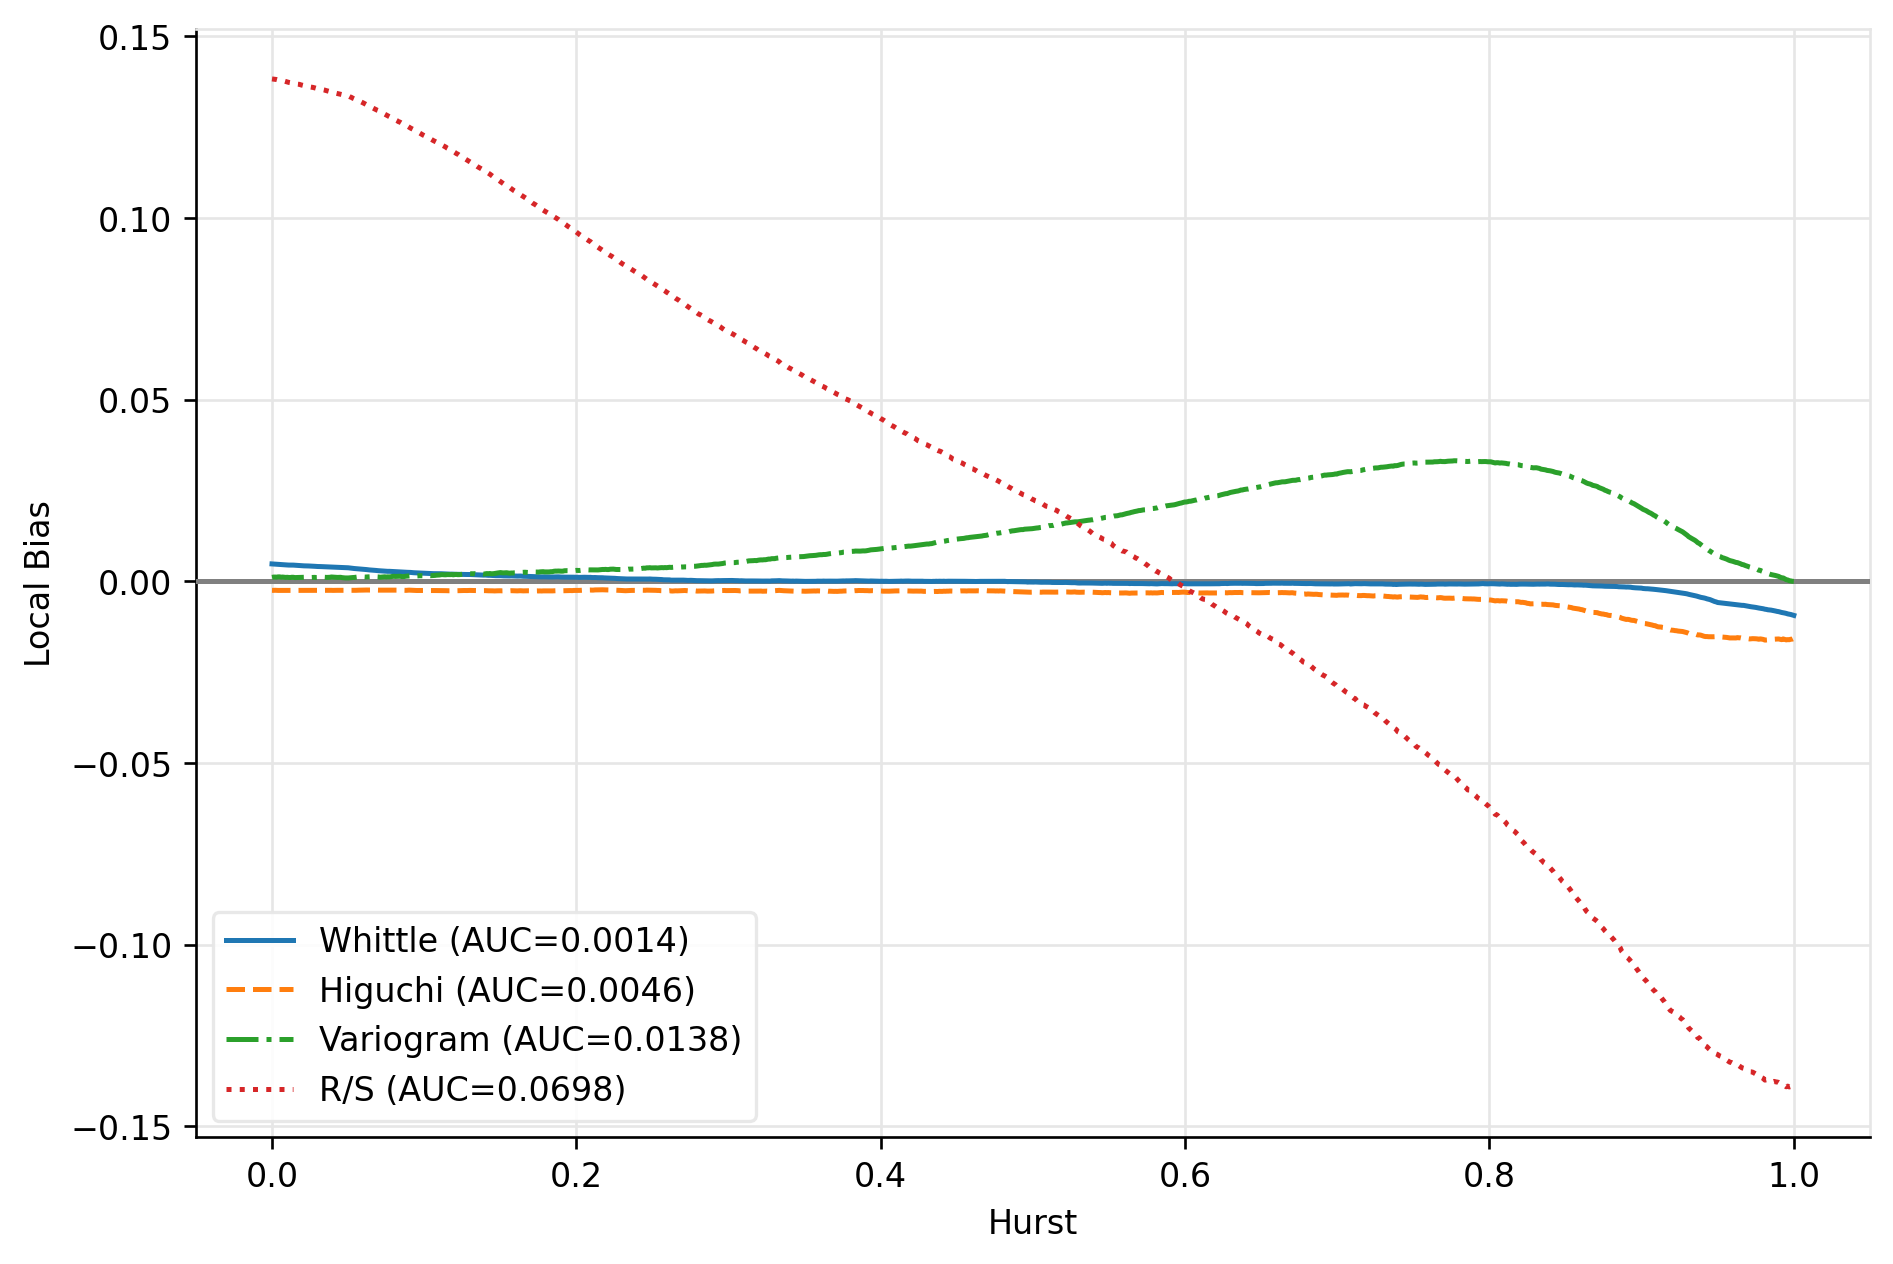 0.15
0.10
0.05
0.00
−0.05
−0.10
−0.15
Local Bias
Whittle (AUC=0.0014)
Higuchi (AUC=0.0046)
Variogram (AUC=0.0138)
R/S (AUC=0.0698)
0.0 0.2 0.4 0.6 0.8 1.0
Hurst